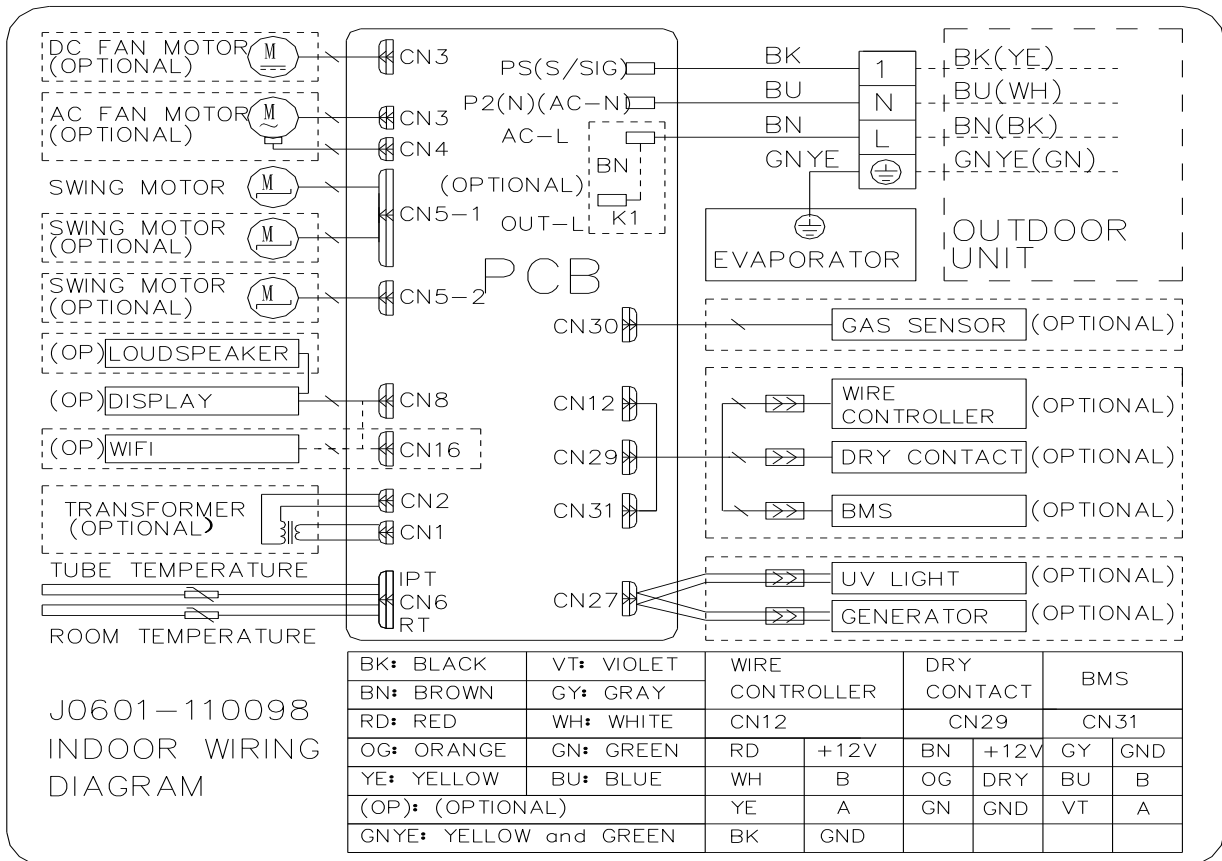 DC FAN MOTOR
(OPTIONAL)
M
CN3
AC FAN MOTOR
(OPTIONAL)
M
~
CN3
CN4
SWING MOTOR
M
SWING MOTOR
(OPTIONAL)
M
CN5-1
SWING MOTOR
(OPTIONAL)
M
CN5-2
(OP) LOUDSPEAKER
(OP) DISPLAY
CN8
(OP) WIFI
CN16
TRANSFORMER
(OPTIONAL)
CN2
CN1
TUBE TEMPERATURE
IPT
CN6
RT
ROOM TEMPERATURE
PCB
PS(S/SIG)
P2(N)(AC-N)
AC-L
BN
(OPTIONAL)
OUT-L
K1
BK
BU
BN
GNYE
1
N
L
BK(YE)
BU(WH)
BN(BK)
GNYE(GN)
EVAPORATOR
OUTDOOR
UNIT
CN30
GAS SENSOR (OPTIONAL)
CN12
WIRE
CONTROLLER
(OPTIONAL)
CN29
DRY CONTACT (OPTIONAL)
CN31
BMS (OPTIONAL)
CN27
UV LIGHT (OPTIONAL)
GENERATOR (OPTIONAL)
J0601-110098
INDOOR WIRING
DIAGRAM
BK: BLACK VT: VIOLET
BN: BROWN GY: GRAY
RD: RED WH: WHITE
OG: ORANGE GN: GREEN
YE: YELLOW BU: BLUE
(OP): (OPTIONAL)
GNYE: YELLOW and GREEN
WIRE
CONTROLLER
DRY
CONTACT
BMS
CN12 CN29 CN31
RD +12V BN +12V GY GND
WH B OG DRY BU B
YE A GN GND VT A
BK GND